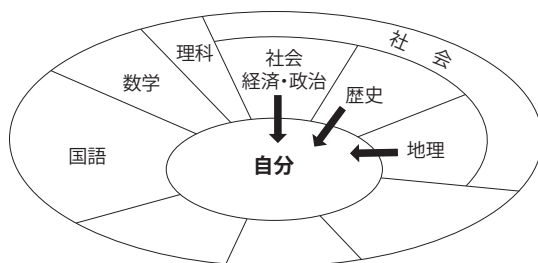 社会
理科
社会
経済・政治
数学
歴史
国語
地理
自分